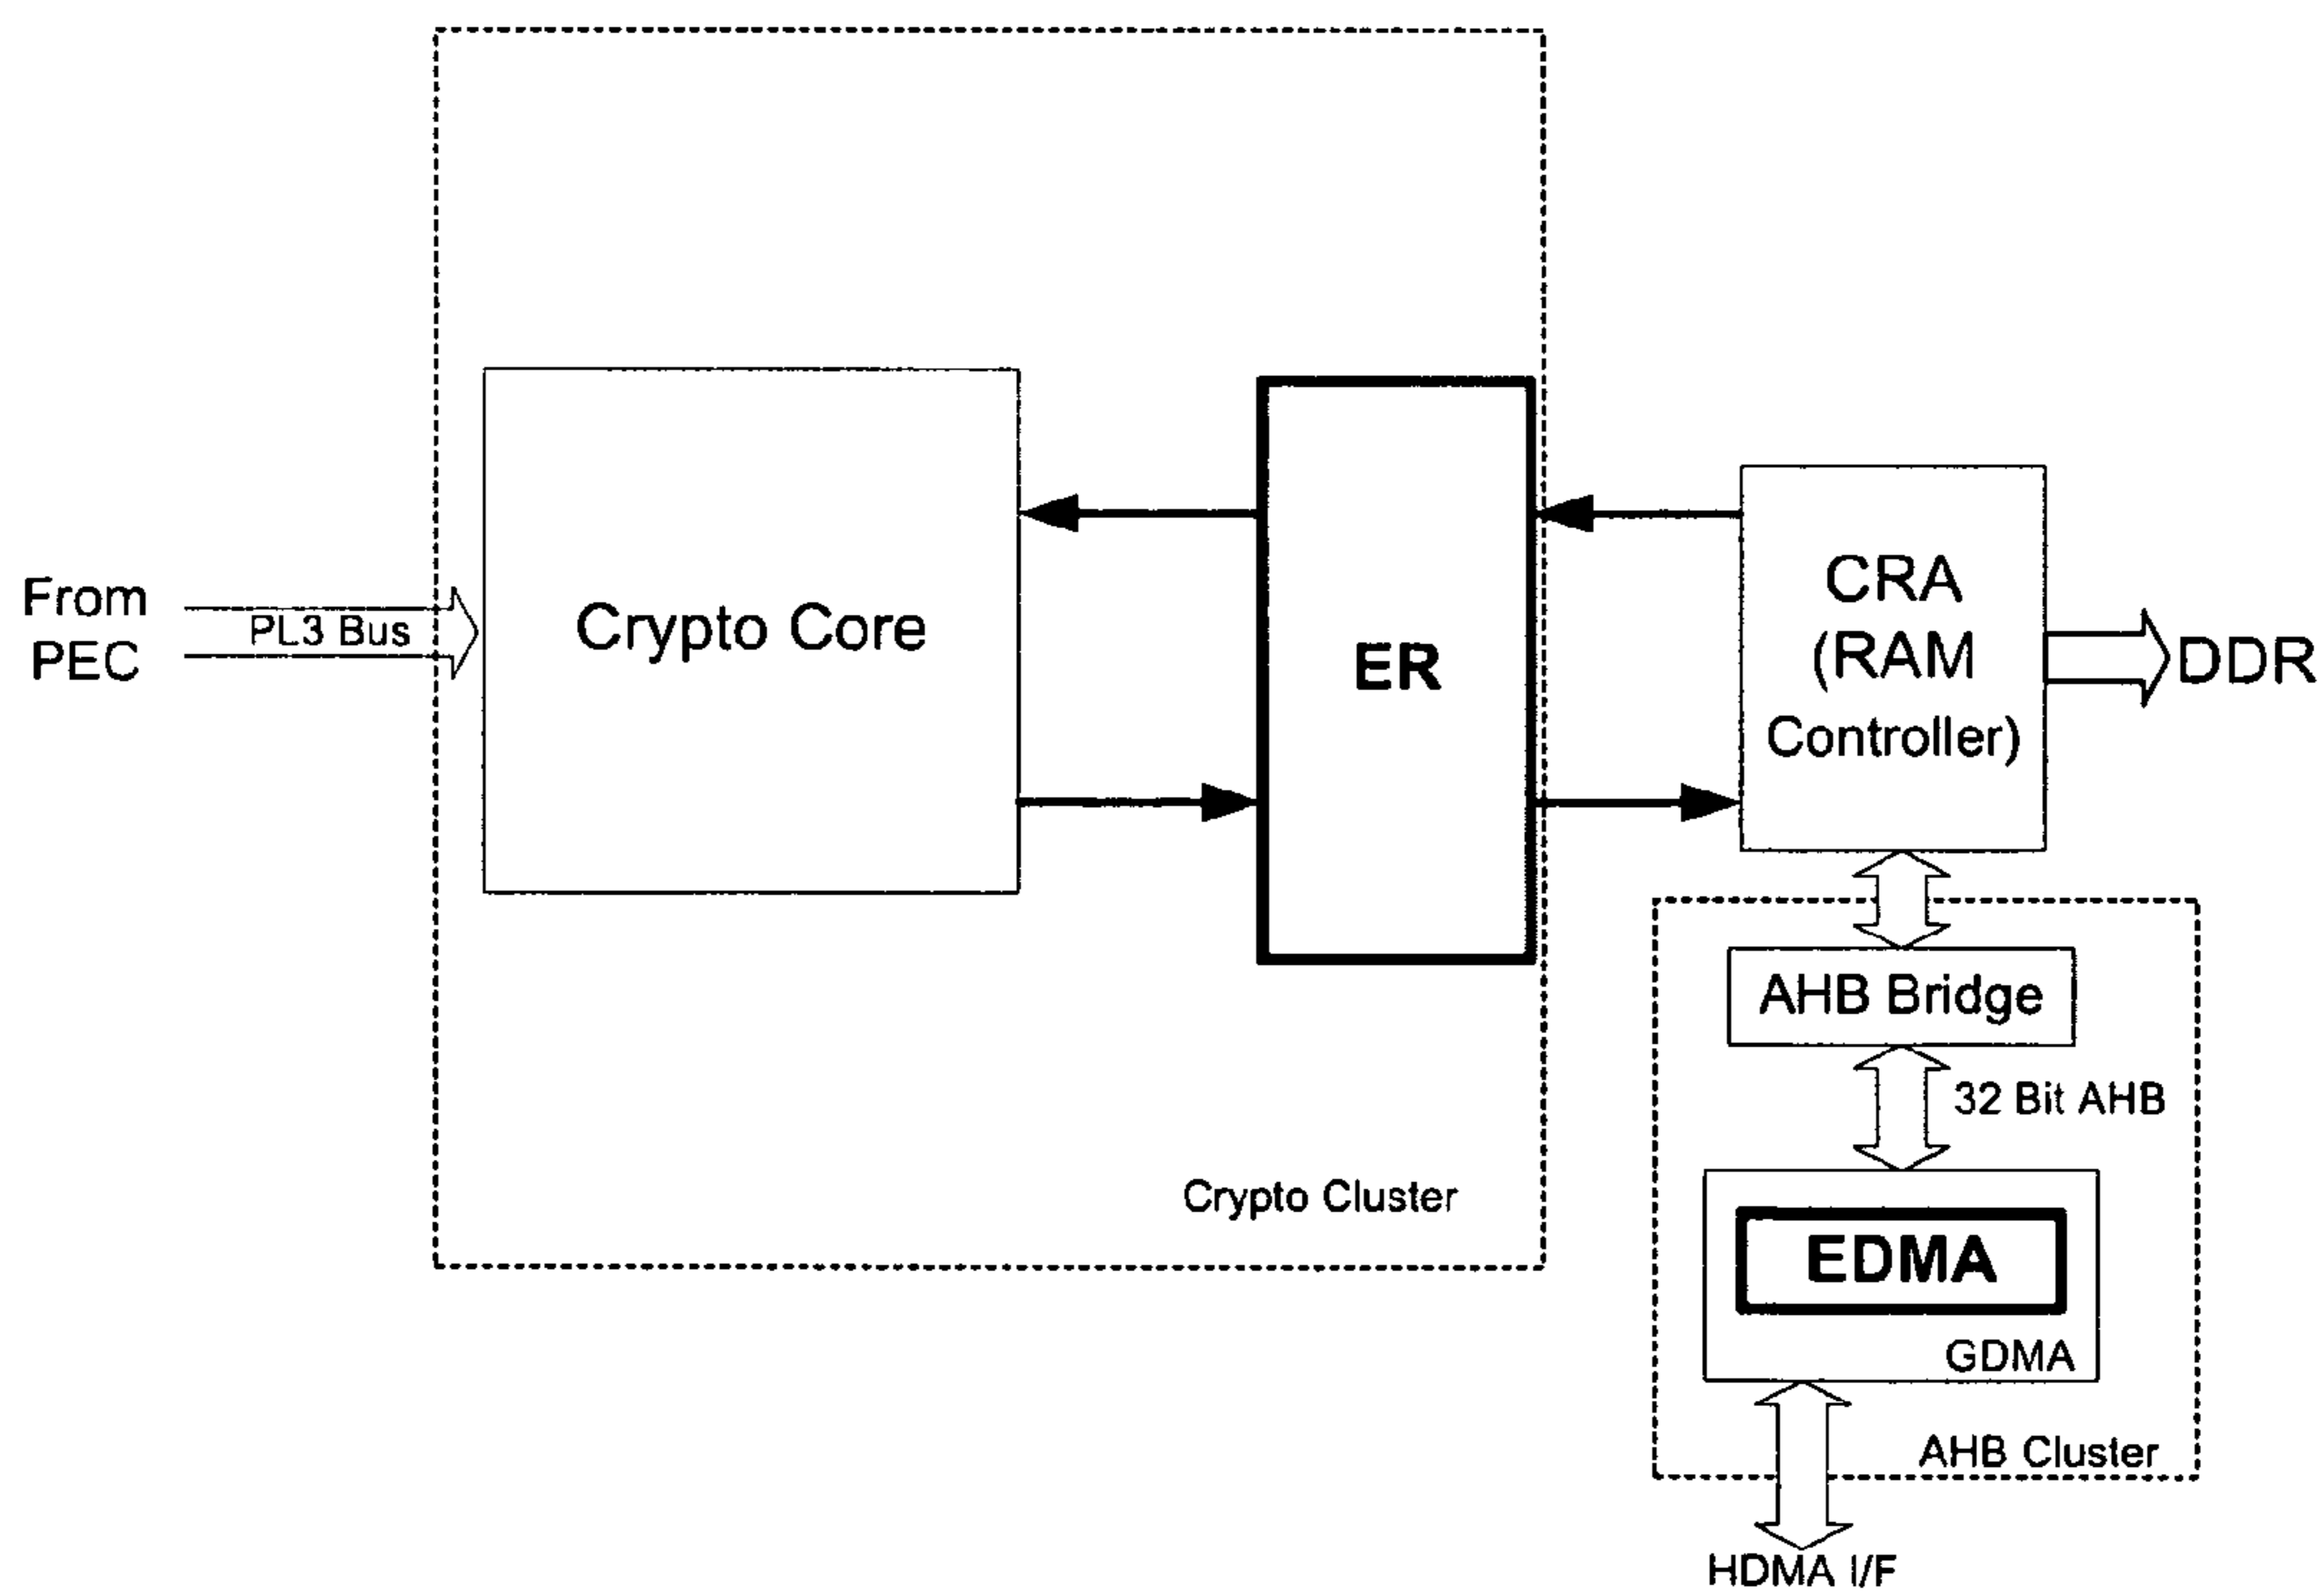 From
PEC
PL3 Bus
Crypto Core
ER
CRA
(RAM
Controller)
DDR
AHB Bridge
32 Bit AHB
Crypto Cluster
EDMA
GDMA
AHB Cluster
HDMA I/F